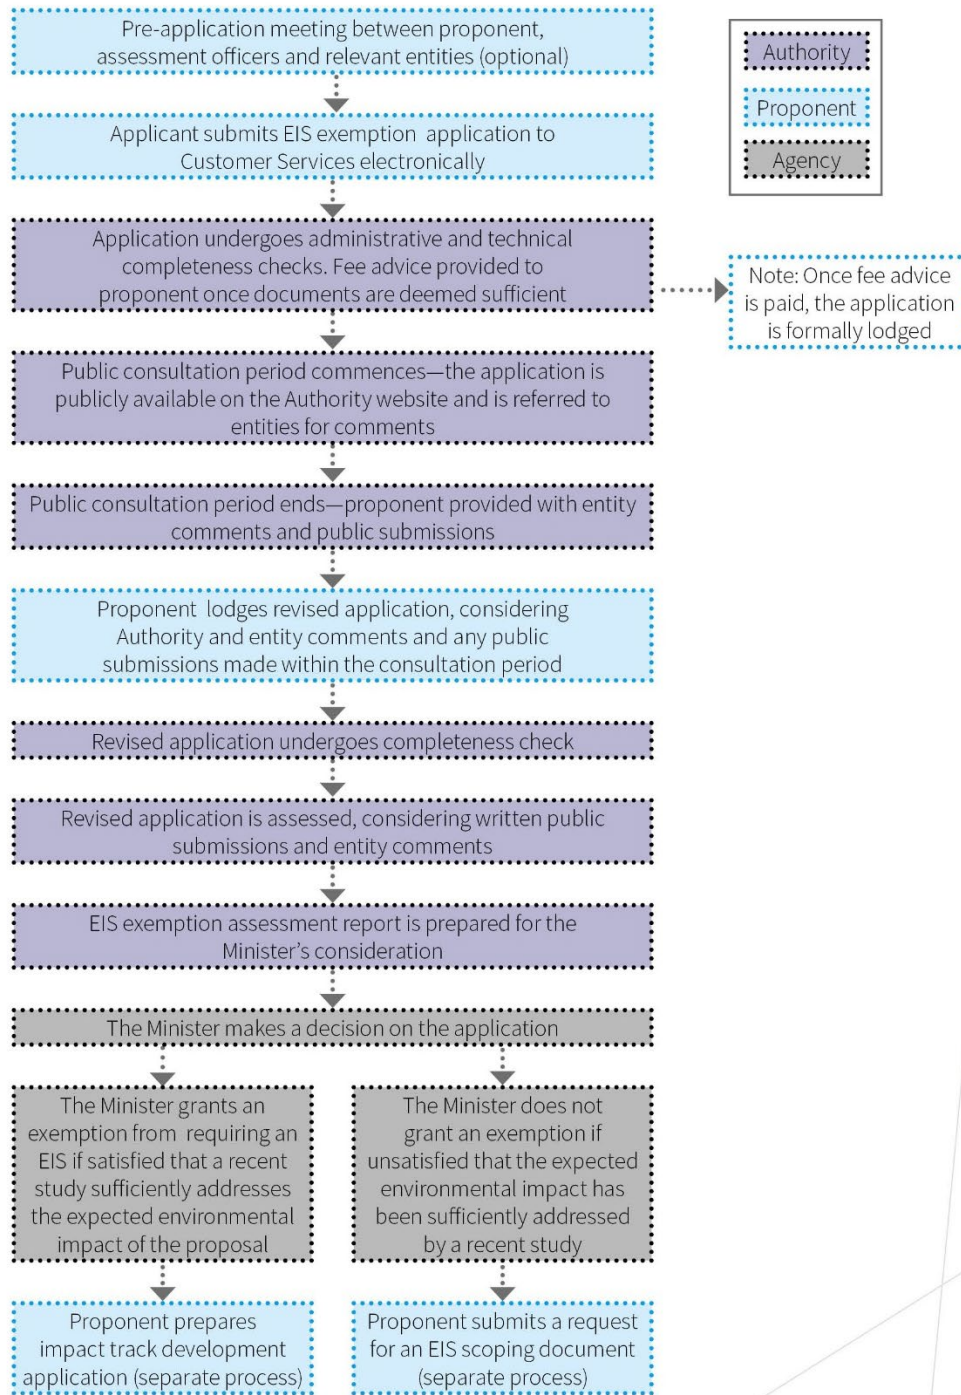 Pre-application meeting between proponent,
assessment officers and relevant entities (optional)
Authority
Proponent
Agency
Applicant submits EIS exemption application to
Customer Services electronically
Application undergoes administrative and technical
completeness checks. Fee advice provided to
proponent once documents are deemed sufficient
Note: Once fee advice
is paid, the application
is formally lodged
Public consultation period commences—the application is
publicly available on the Authority website and is referred to
entities for comments
Public consultation period ends—proponent provided with entity
comments and public submissions
Proponent lodges revised application, considering
Authority and entity comments and any public
submissions made within the consultation period
Revised application undergoes completeness check
Revised application is assessed, considering written public
submissions and entity comments
EIS exemption assessment report is prepared for the
Minister’s consideration
The Minister makes a decision on the application
The Minister grants an
exemption from requiring an
EIS if satisfied that a recent
study sufficiently addresses
the expected environmental
impact of the proposal
The Minister does not
grant an exemption if
unsatisfied that the expected
environmental impact has
been sufficiently addressed
by a recent study
Proponent prepares
impact track development
application (separate process)
Proponent submits a request
for an EIS scoping document
(separate process)